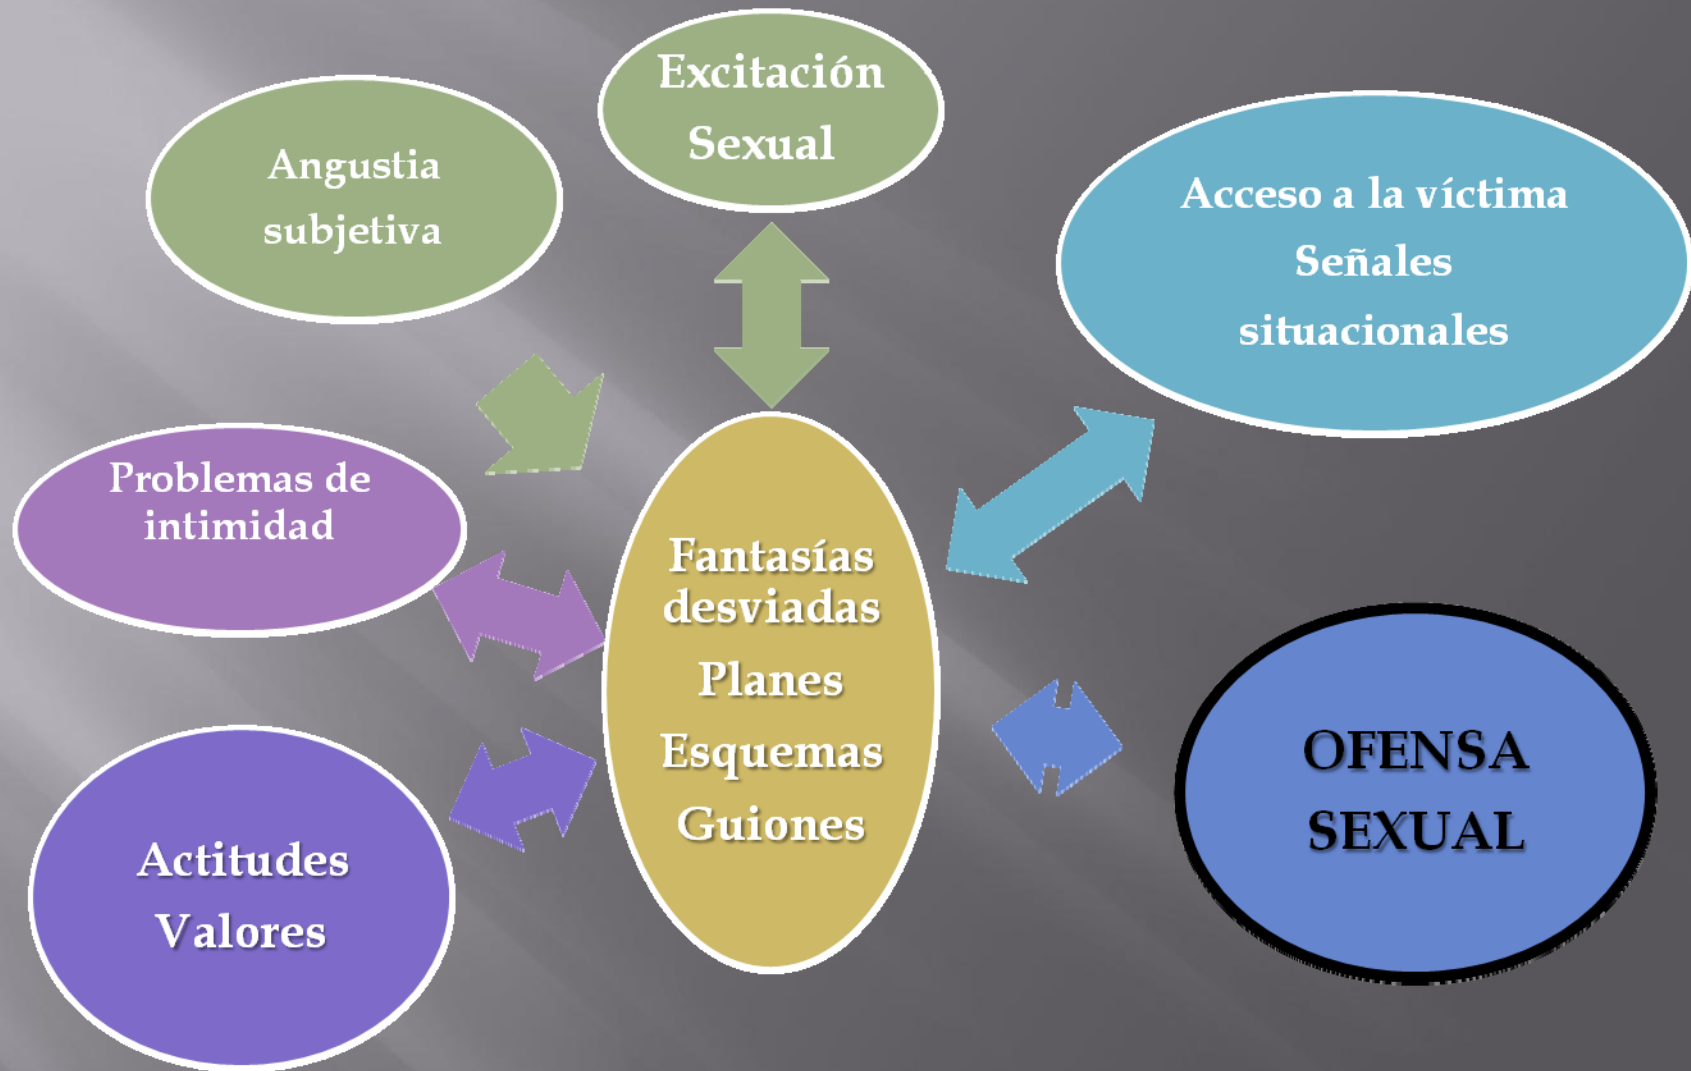 Excitación
Sexual
Angustia
subjetiva
Acceso a la víctima
Señales
situacionales
Problemas de
intimidad
Fantasías
desviadas
Planes
Esquemas
Guiones
OFENSA
SEXUAL
Actitudes
Valores